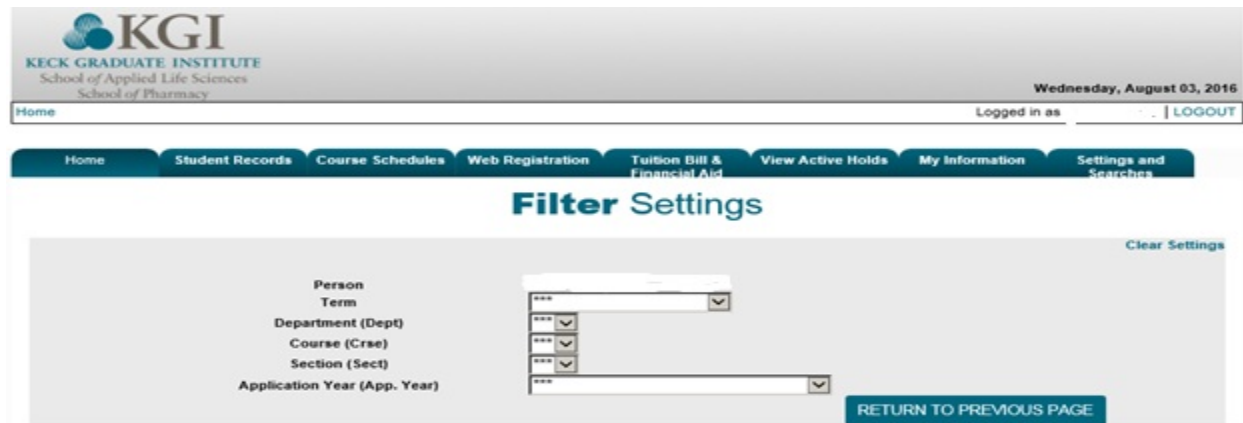 KGI
KECK GRADUATE INSTITUTE
School of Applied Life Sciences
School of Pharmacy
Wednesday, August 03, 2016
Home Logged in as | LOGOUT
Home Student Records Course Schedules Web Registration Tuition Bill & Financial Aid View Active Holds My Information Settings and Searches
Filter Settings
Clear Settings
Person
Term ***
Department (Dept) ***
Course (Crse) ***
Section (Sect) ***
Application Year (App. Year) ***
RETURN TO PREVIOUS PAGE